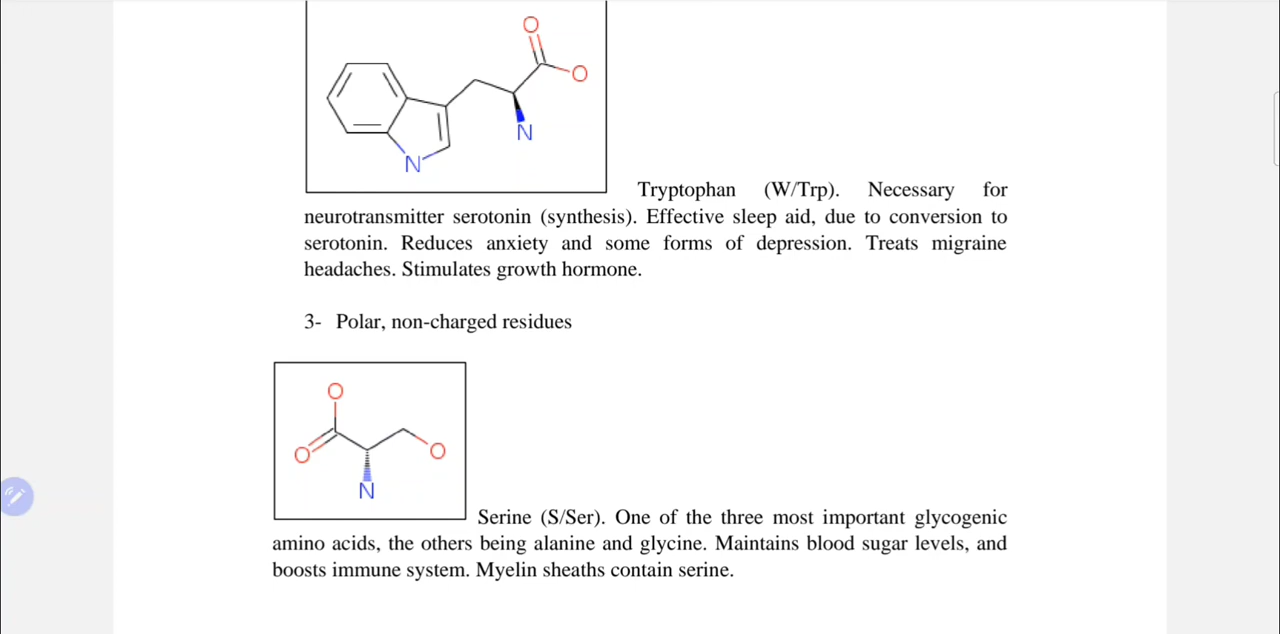 O
O
N
N
Tryptophan (W/Trp). Necessary for
neurotransmitter serotonin (synthesis). Effective sleep aid, due to conversion to
serotonin. Reduces anxiety and some forms of depression. Treats migraine
headaches. Stimulates growth hormone.
3- Polar, non-charged residues
O
O
O
N
Serine (S/Ser). One of the three most important glycogenic
amino acids, the others being alanine and glycine. Maintains blood sugar levels, and
boosts immune system. Myelin sheaths contain serine.